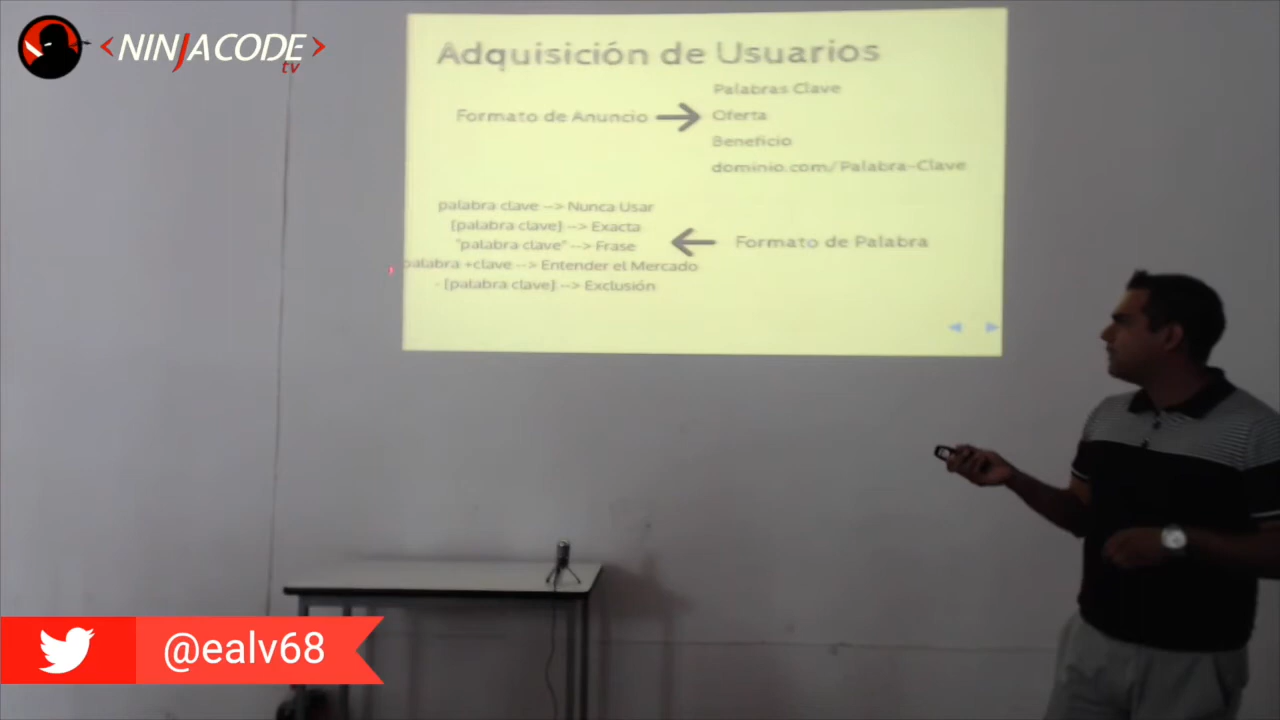 <NINJACODE>
tv
Adquisición de Usuarios
Formato de Anuncio
Palabras Clave
Oferta
Beneficio
dominio.com/Palabra-Clave
palabra clave --> Nunca Usar
[palabra clave] --> Exacta
"palabra clave" --> Frase
palabra +clave --> Entender el Mercado
- [palabra clave] --> Exclusión
Formato de Palabra
@ealv68